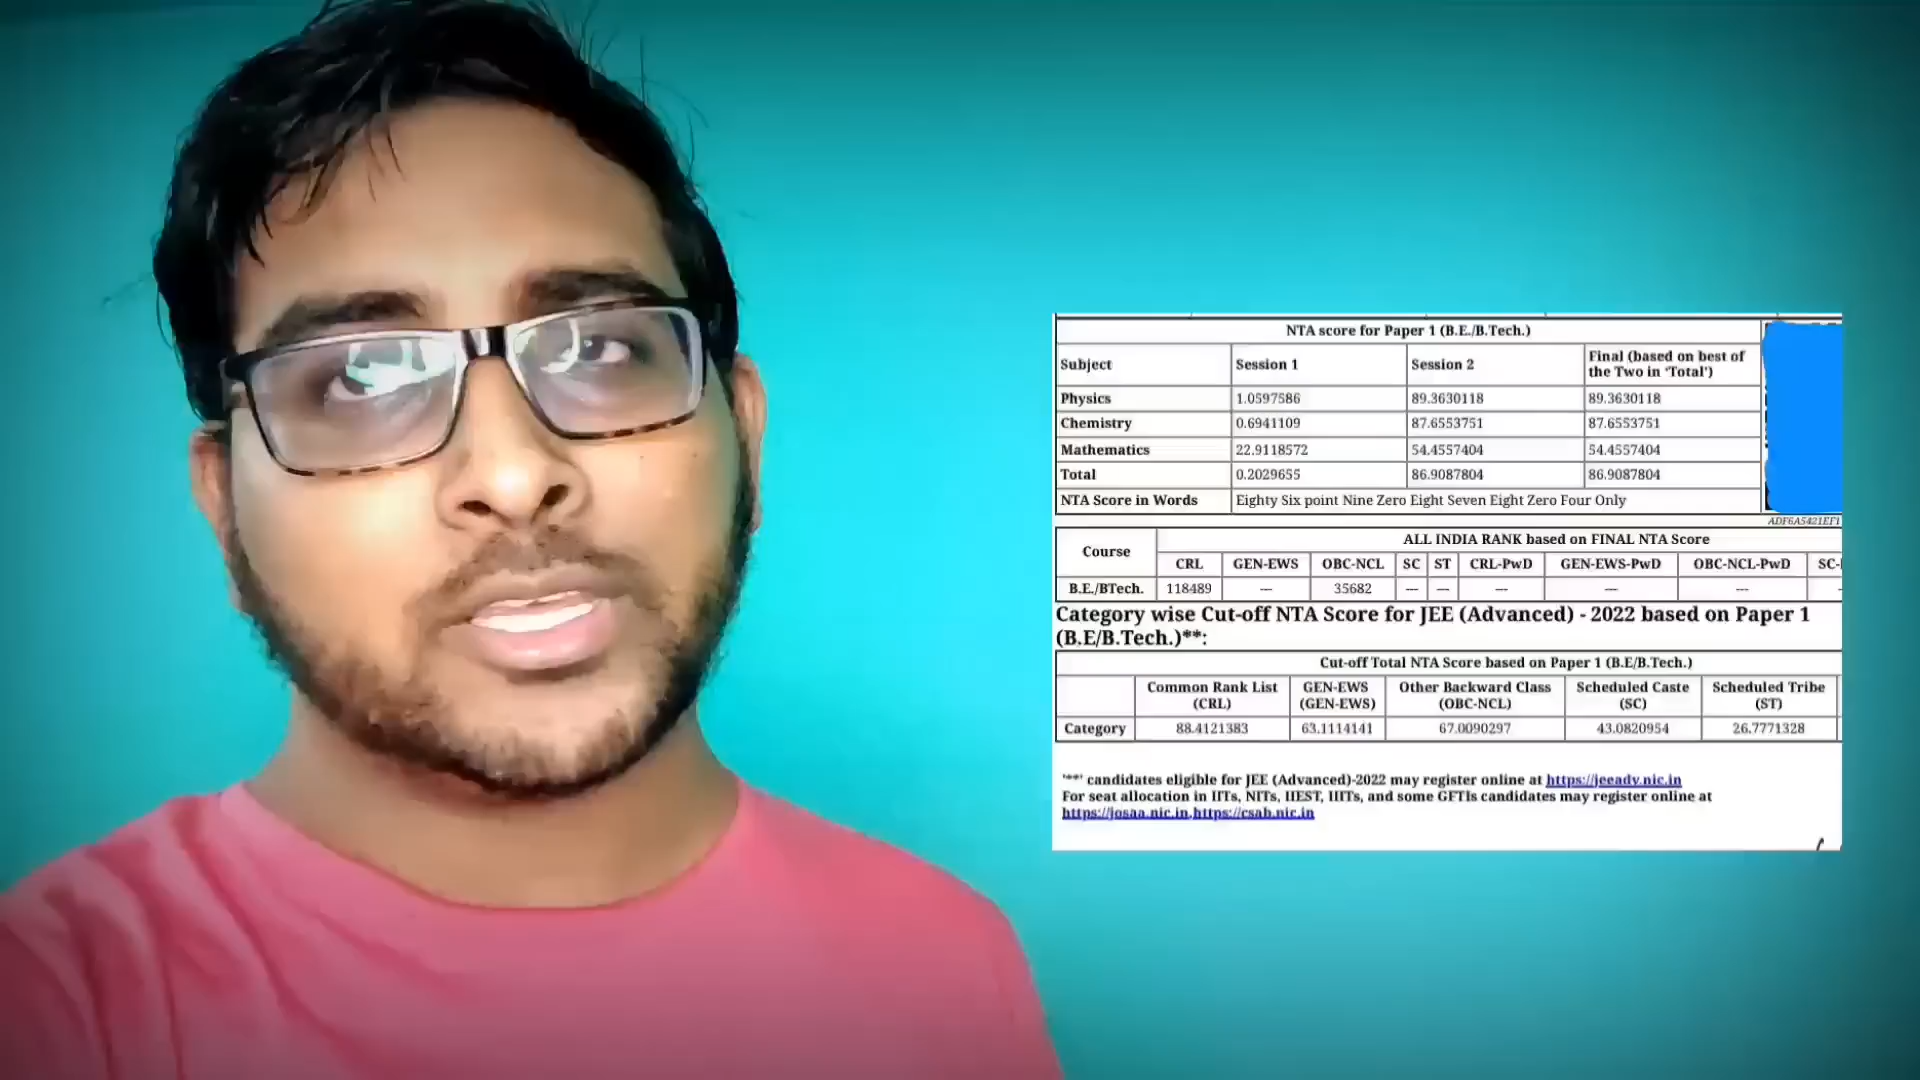 NTA score for Paper 1 (B.E./B.Tech.)
Subject Session 1 Session 2 Final (based on best of the Two in 'Total')
Physics 1.0597586 89.3630118 89.3630118
Chemistry 0.6941109 87.6553751 87.6553751
Mathematics 22.9118572 54.4557404 54.4557404
Total 0.2029655 86.9087804 86.9087804
NTA Score in Words Eighty Six point Nine Zero Eight Seven Eight Zero Four Only
ADF6A5421EF1
Course ALL INDIA RANK based on FINAL NTA Score
CRL GEN-EWS OBC-NCL SC ST CRL-PwD GEN-EWS-PwD OBC-NCL-PwD SC-
B.E./BTech. 118489 --- 35682 --- --- --- --- ---
Category wise Cut-off NTA Score for JEE (Advanced) - 2022 based on Paper 1
(B.E/B.Tech.)**:
Cut-off Total NTA Score based on Paper 1 (B.E/B.Tech.)
Common Rank List (CRL) GEN-EWS (GEN-EWS) Other Backward Class (OBC-NCL) Scheduled Caste (SC) Scheduled Tribe (ST)
Category 88.4121383 63.1114141 67.0090297 43.0820954 26.7771328
'**' candidates eligible for JEE (Advanced)-2022 may register online at https://jeeadv.nic.in
For seat allocation in IITs, NITs, IIEST, IIITs, and some GFTIs candidates may register online at
https://josaa.nic.in,https://csab.nic.in